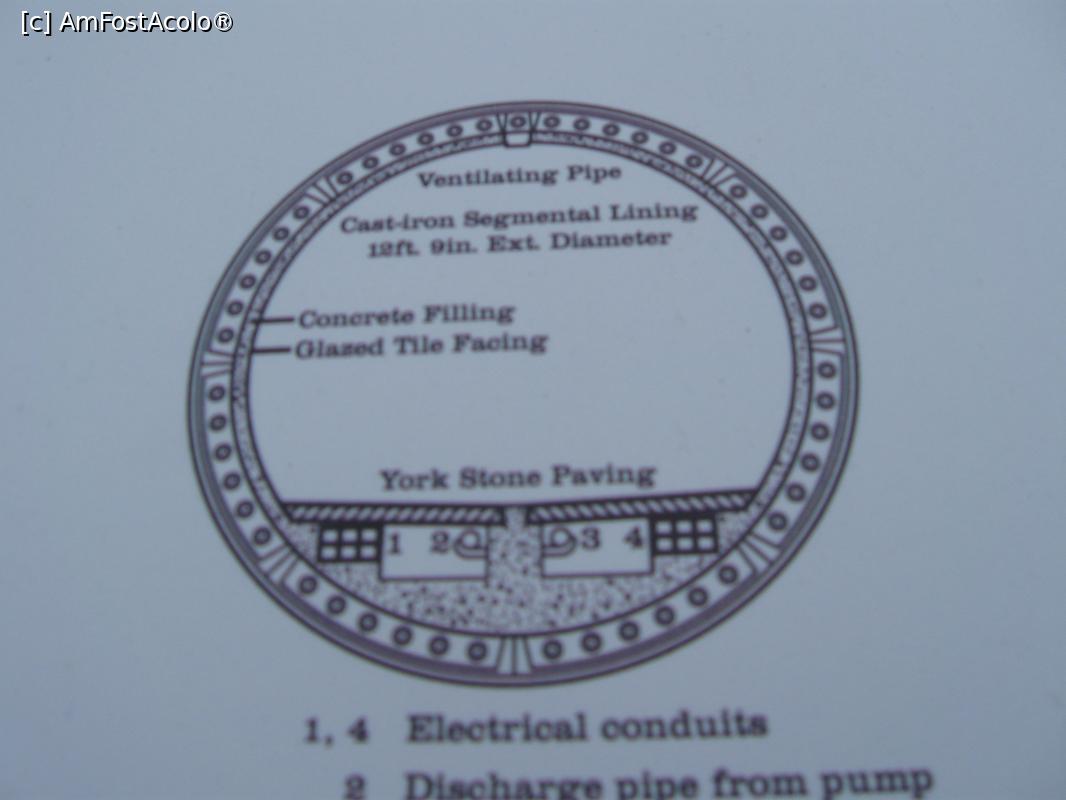 [c] AmFostAcolo®
Ventilating Pipe
Cast-iron Segmental Lining
12ft. 9in. Ext. Diameter
Concrete Filling
Glazed Tile Facing
York Stone Paving
1 2 3 4
1, 4 Electrical conduits
2 Discharge pipe from pump